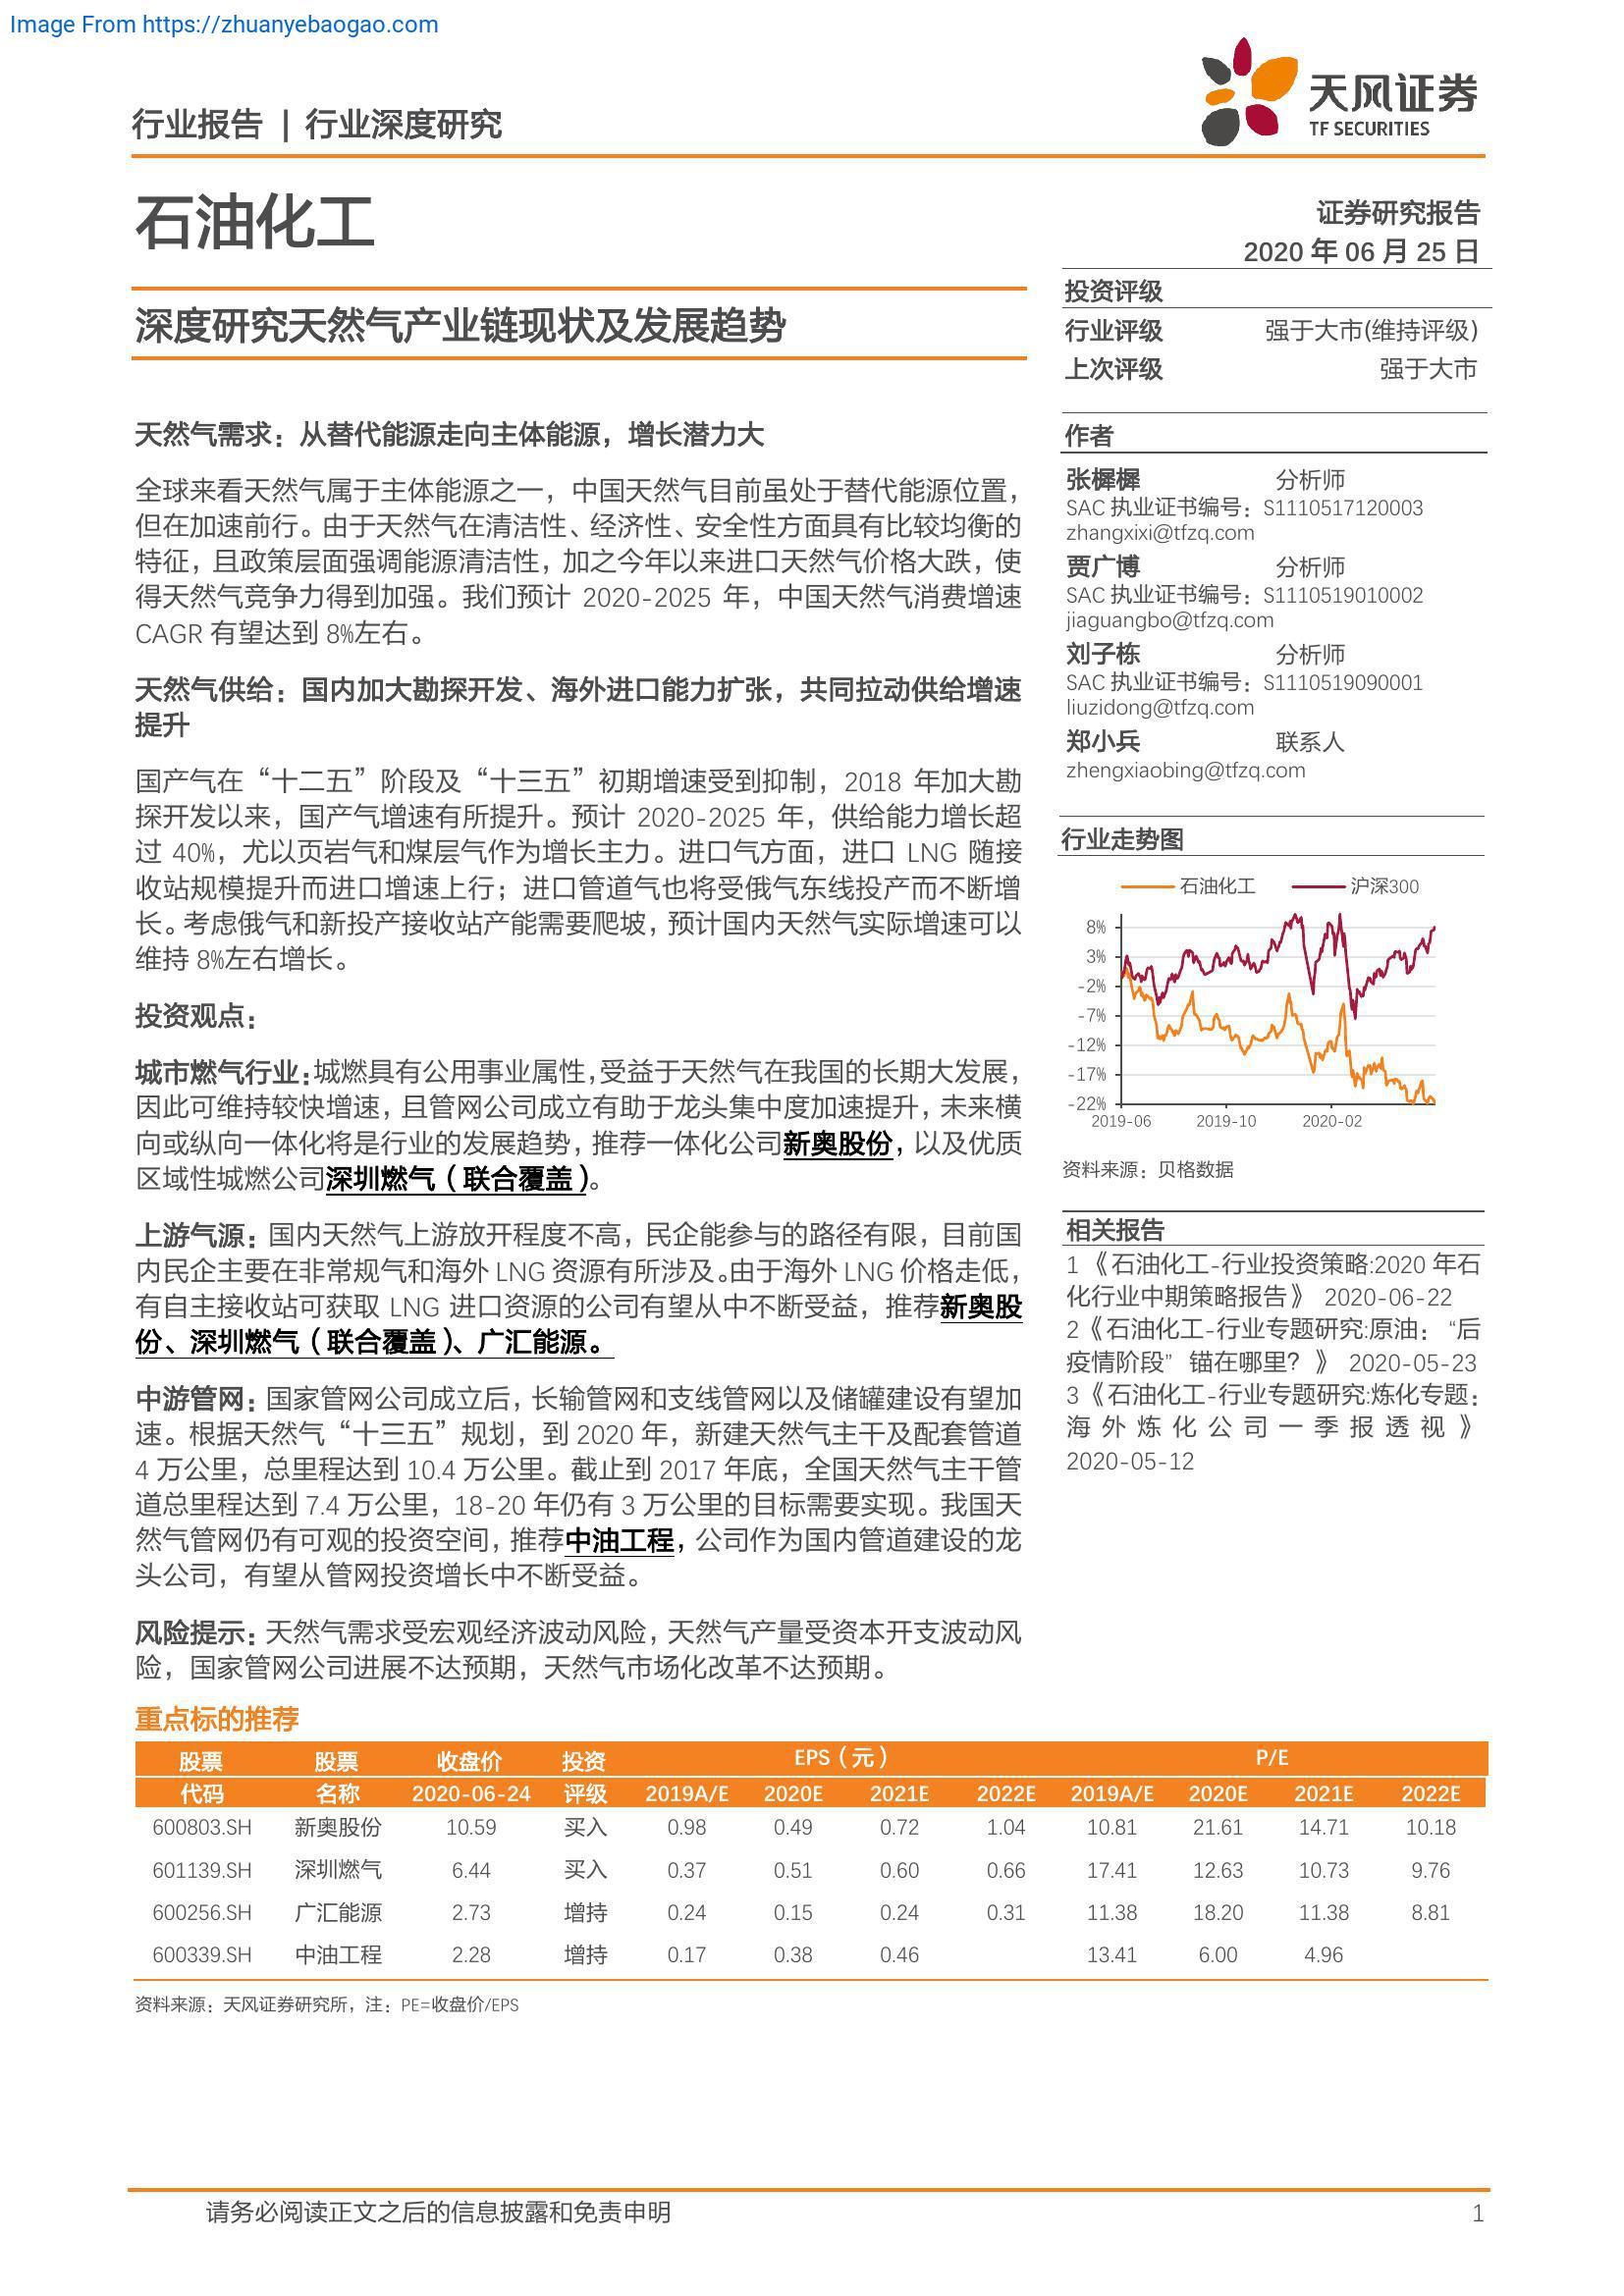 Image From https://zhuanyebaogao.com
行业报告 | 行业深度研究
天风证券
TF SECURITIES
石油化工
证券研究报告
2020 年 06 月 25 日
深度研究天然气产业链现状及发展趋势
投资评级
行业评级 强于大市(维持评级)
上次评级 强于大市
天然气需求：从替代能源走向主体能源，增长潜力大
全球来看天然气属于主体能源之一，中国天然气目前虽处于替代能源位置，
但在加速前行。由于天然气在清洁性、经济性、安全性方面具有比较均衡的
特征，且政策层面强调能源清洁性，加之今年以来进口天然气价格大跌，使
得天然气竞争力得到加强。我们预计 2020-2025 年，中国天然气消费增速
CAGR 有望达到 8%左右。
天然气供给：国内加大勘探开发、海外进口能力扩张，共同拉动供给增速
提升
国产气在“十二五”阶段及“十三五”初期增速受到抑制，2018 年加大勘
探开发以来，国产气增速有所提升。预计 2020-2025 年，供给能力增长超
过 40%，尤以页岩气和煤层气作为增长主力。进口气方面，进口 LNG 随接
收站规模提升而进口增速上行；进口管道气也将受俄气东线投产而不断增
长。考虑俄气和新投产接收站产能需要爬坡，预计国内天然气实际增速可以
维持 8%左右增长。
投资观点：
城市燃气行业：城燃具有公用事业属性，受益于天然气在我国的长期大发展，
因此可维持较快增速，且管网公司成立有助于龙头集中度加速提升，未来横
向或纵向一体化将是行业的发展趋势，推荐一体化公司新奥股份，以及优质
区域性城燃公司深圳燃气（联合覆盖）。
上游气源：国内天然气上游放开程度不高，民企能参与的路径有限，目前国
内民企主要在非常规气和海外 LNG 资源有所涉及。由于海外 LNG 价格走低，
有自主接收站可获取 LNG 进口资源的公司有望从中不断受益，推荐新奥股
份、深圳燃气（联合覆盖）、广汇能源。
中游管网：国家管网公司成立后，长输管网和支线管网以及储罐建设有望加
速。根据天然气“十三五”规划，到 2020 年，新建天然气主干及配套管道
4 万公里，总里程达到 10.4 万公里。截止到 2017 年底，全国天然气主干管
道总里程达到 7.4 万公里，18-20 年仍有 3 万公里的目标需要实现。我国天
然气管网仍有可观的投资空间，推荐中油工程，公司作为国内管道建设的龙
头公司，有望从管网投资增长中不断受益。
风险提示：天然气需求受宏观经济波动风险，天然气产量受资本开支波动风
险，国家管网公司进展不达预期，天然气市场化改革不达预期。
作者
张樨樨 分析师
SAC 执业证书编号：S1110517120003
zhangxixi@tfzq.com
贾广博 分析师
SAC 执业证书编号：S1110519010002
jiaguangbo@tfzq.com
刘子栋 分析师
SAC 执业证书编号：S1110519090001
liuzidong@tfzq.com
郑小兵 联系人
zhengxiaobing@tfzq.com
行业走势图
石油化工 沪深300
8%
3%
-2%
-7%
-12%
-17%
-22%
2019-06 2019-10 2020-02
资料来源：贝格数据
相关报告
1 《石油化工-行业投资策略:2020 年石
化行业中期策略报告》 2020-06-22
2《石油化工-行业专题研究:原油：“后
疫情阶段” 锚在哪里？》 2020-05-23
3《石油化工-行业专题研究:炼化专题：
海外炼化公司一季报透视》
2020-05-12
重点标的推荐
股票 股票 收盘价 投资 EPS（元） P/E
代码 名称 2020-06-24 评级 2019A/E 2020E 2021E 2022E 2019A/E 2020E 2021E 2022E
600803.SH 新奥股份 10.59 买入 0.98 0.49 0.72 1.04 10.81 21.61 14.71 10.18
601139.SH 深圳燃气 6.44 买入 0.37 0.51 0.60 0.66 17.41 12.63 10.73 9.76
600256.SH 广汇能源 2.73 增持 0.24 0.15 0.24 0.31 11.38 18.20 11.38 8.81
600339.SH 中油工程 2.28 增持 0.17 0.38 0.46 13.41 6.00 4.96
资料来源：天风证券研究所，注：PE=收盘价/EPS
请务必阅读正文之后的信息披露和免责申明 1